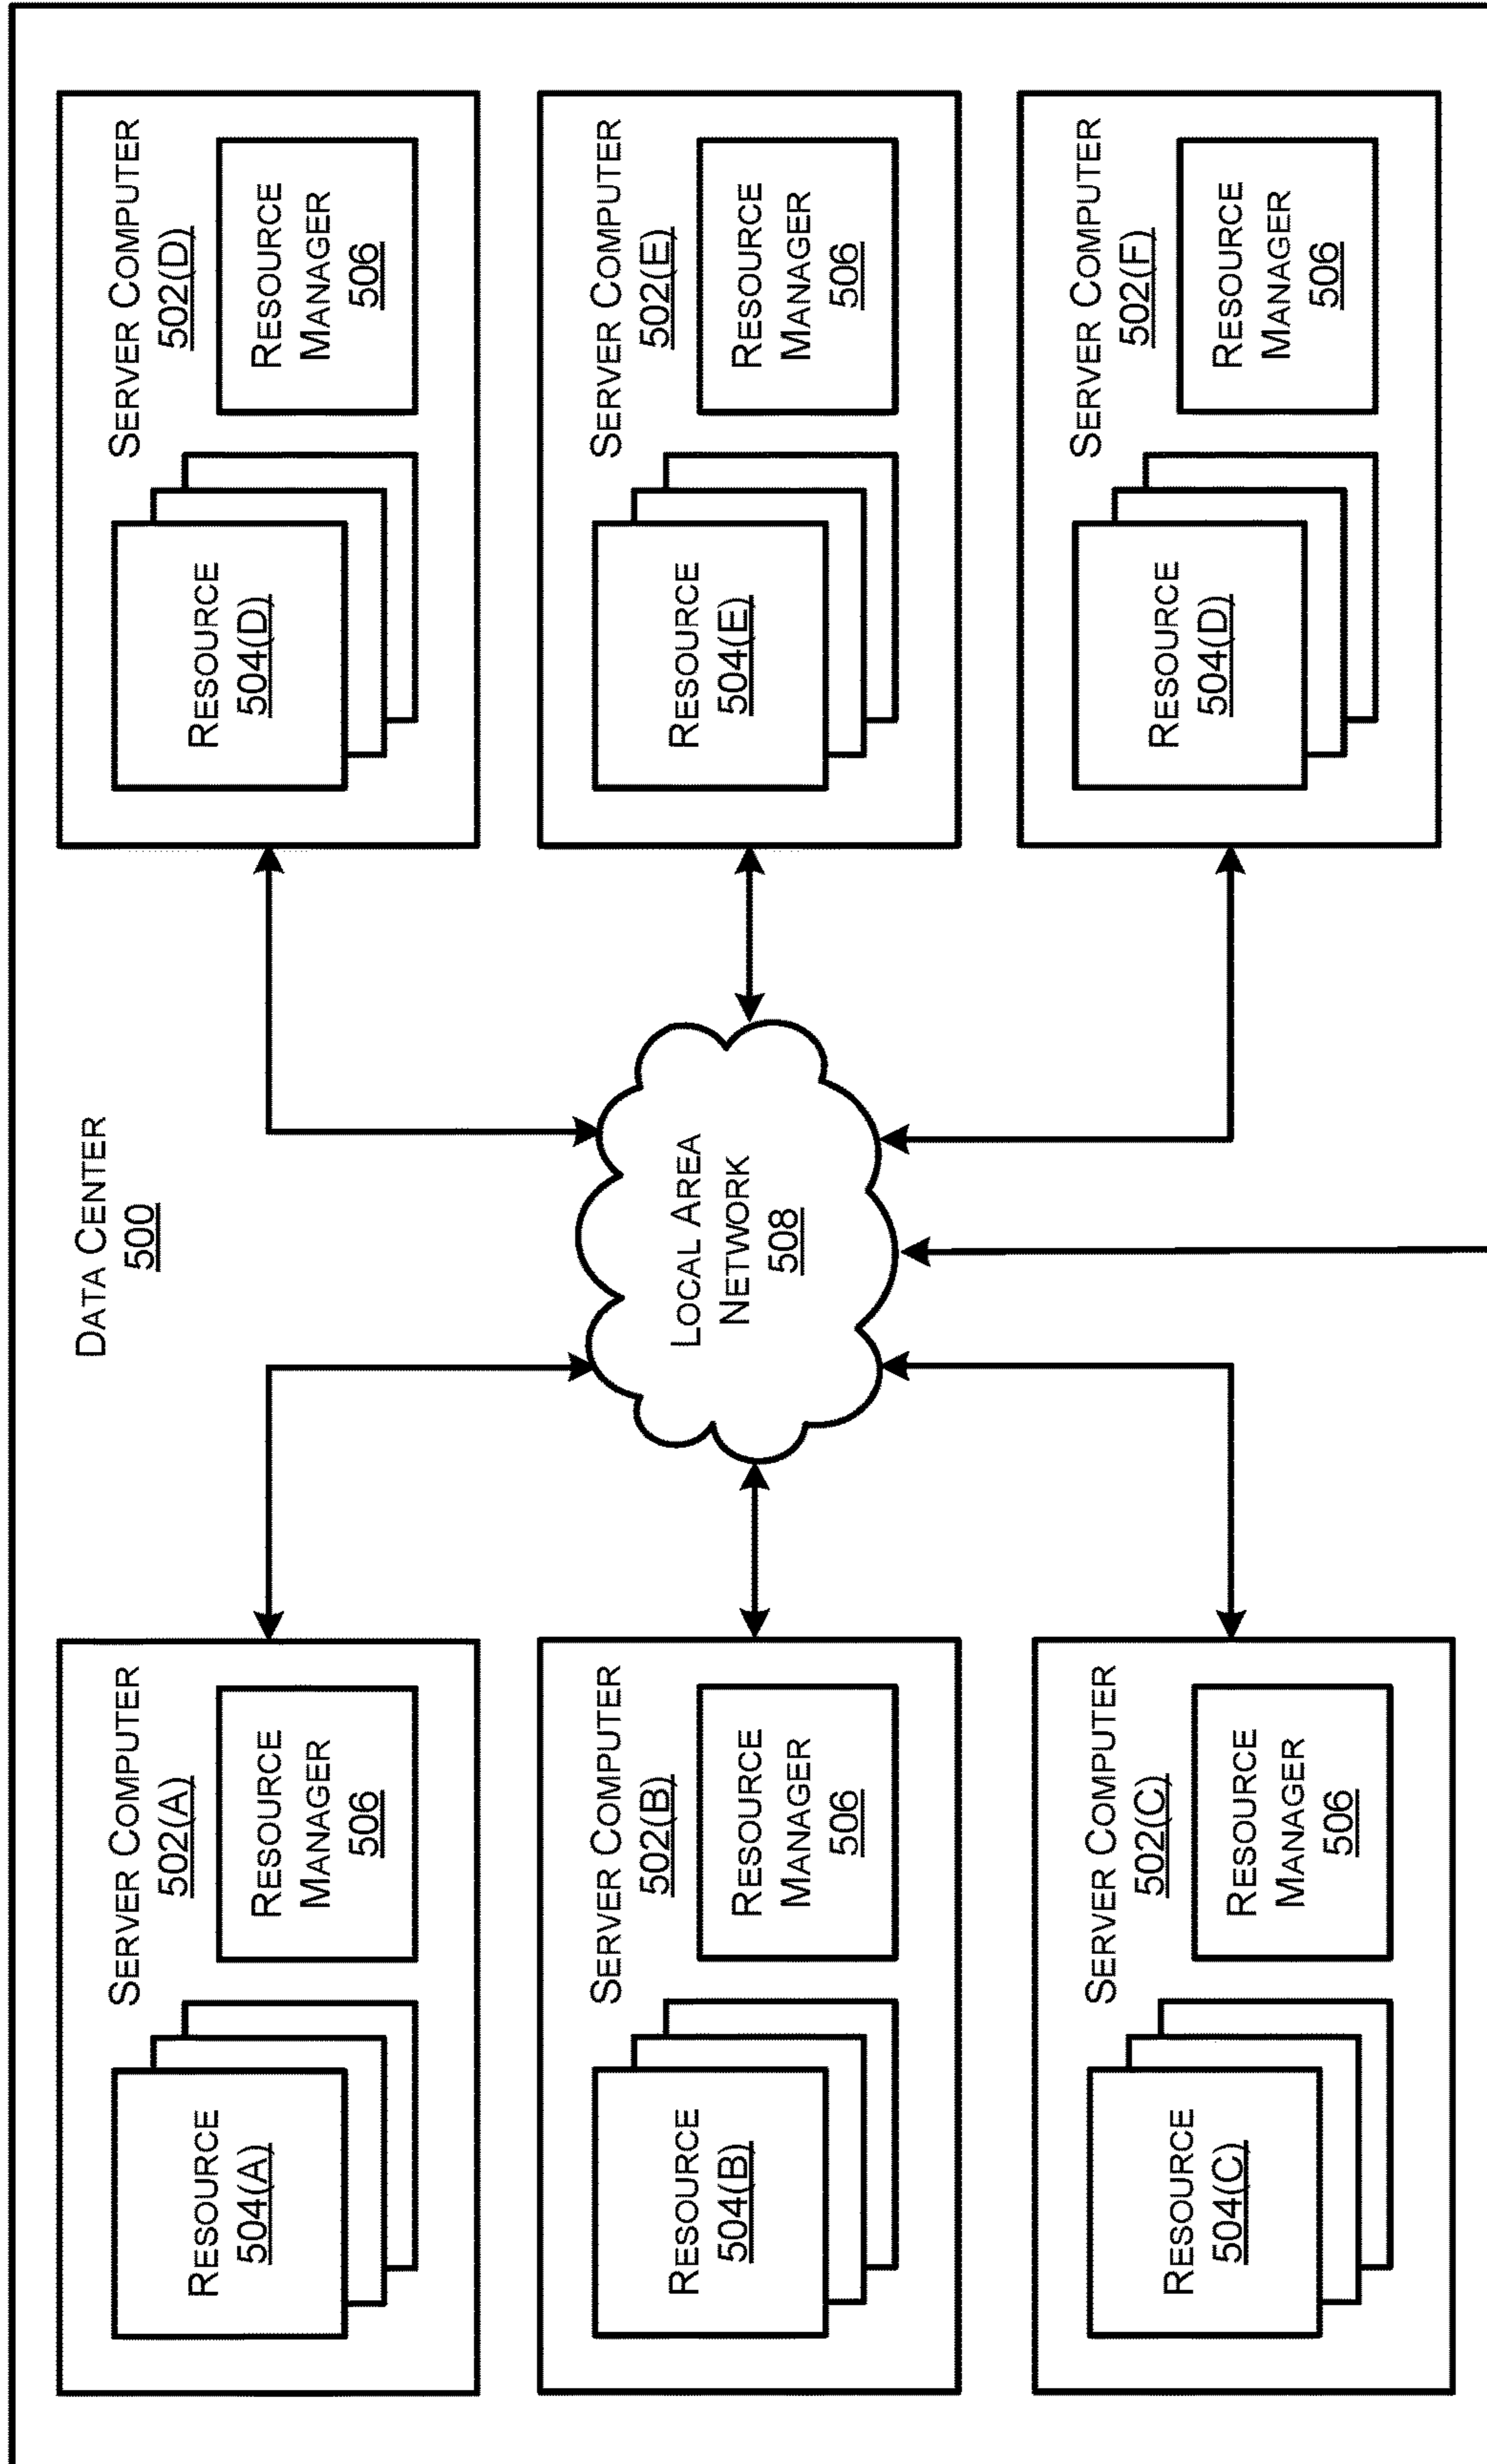 DATA CENTER
500
SERVER COMPUTER
502(A)
RESOURCE
504(A)
RESOURCE
MANAGER
506
SERVER COMPUTER
502(B)
RESOURCE
504(B)
RESOURCE
MANAGER
506
SERVER COMPUTER
502(C)
RESOURCE
504(C)
RESOURCE
MANAGER
506
LOCAL AREA
NETWORK
508
SERVER COMPUTER
502(D)
RESOURCE
504(D)
RESOURCE
MANAGER
506
SERVER COMPUTER
502(E)
RESOURCE
504(E)
RESOURCE
MANAGER
506
SERVER COMPUTER
502(F)
RESOURCE
504(D)
RESOURCE
MANAGER
506